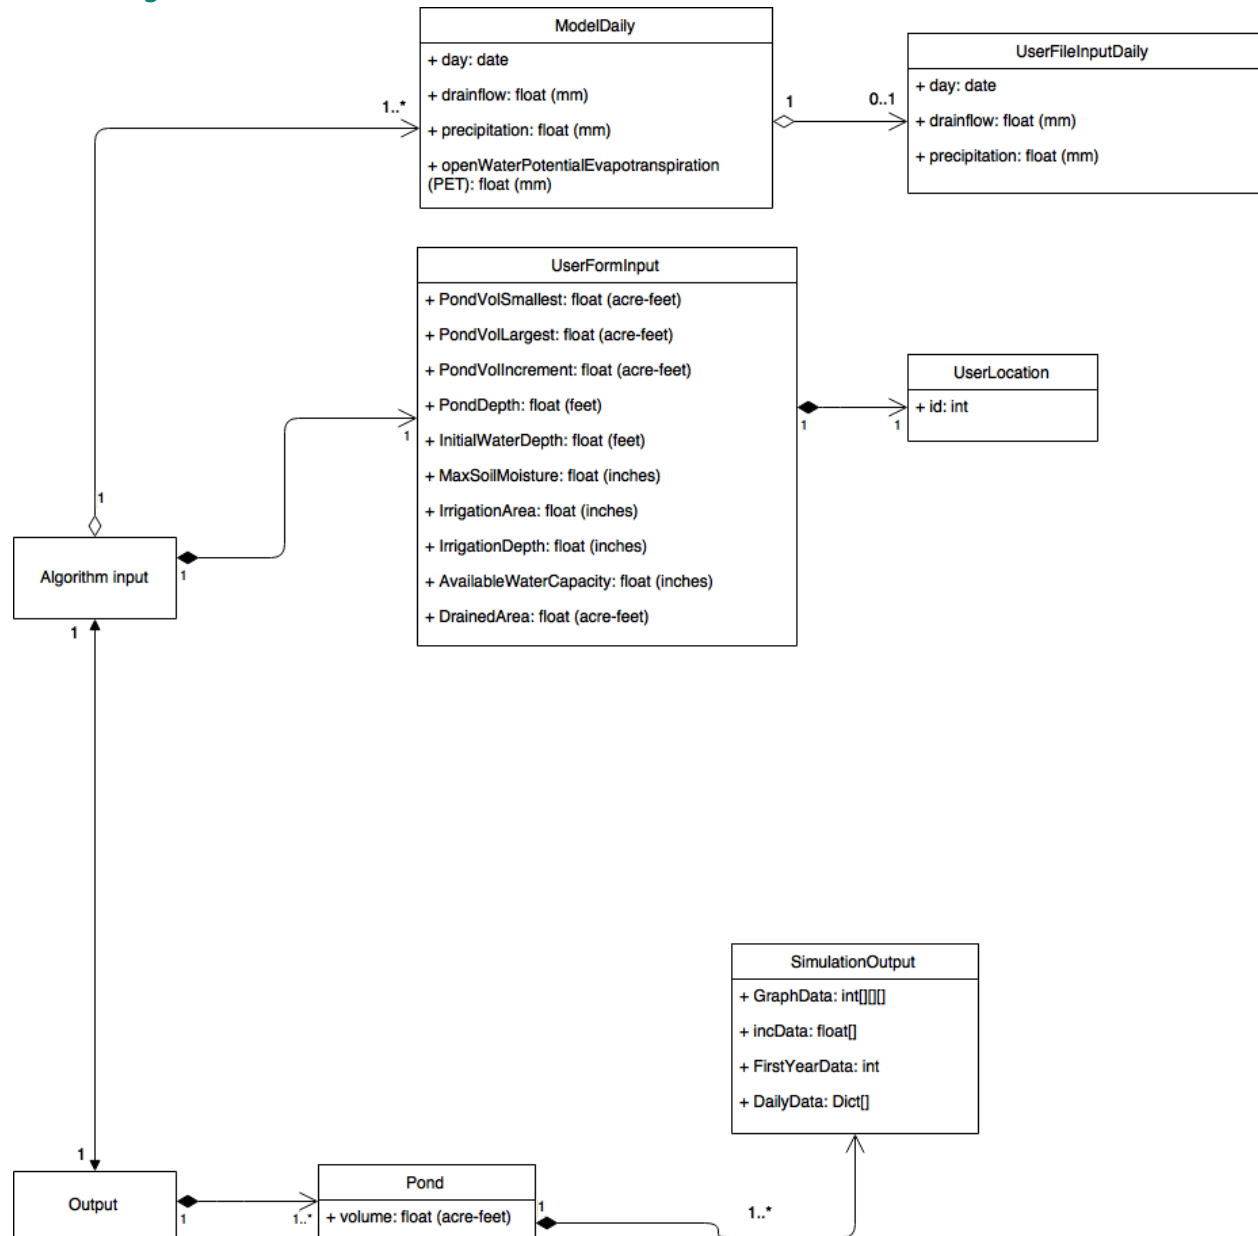 ModelDaily
+ day: date
+ drainflow: float (mm)
+ precipitation: float (mm)
+ openWaterPotentialEvapotranspiration
(PET): float (mm)
1..*
1
0..1
UserFileInputDaily
+ day: date
+ drainflow: float (mm)
+ precipitation: float (mm)
UserFormInput
+ PondVolSmallest: float (acre-feet)
+ PondVolLargest: float (acre-feet)
+ PondVolIncrement: float (acre-feet)
+ PondDepth: float (feet)
+ InitialWaterDepth: float (feet)
+ MaxSoilMoisture: float (inches)
+ IrrigationArea: float (inches)
+ IrrigationDepth: float (inches)
+ AvailableWaterCapacity: float (inches)
+ DrainedArea: float (acre-feet)
1
1
1
UserLocation
+ id: int
1
Algorithm input
1
1
SimulationOutput
+ GraphData: int[][][]
+ incData: float[]
+ FirstYearData: int
+ DailyData: Dict[]
1
Output
1
1..*
Pond
+ volume: float (acre-feet)
1
1..*